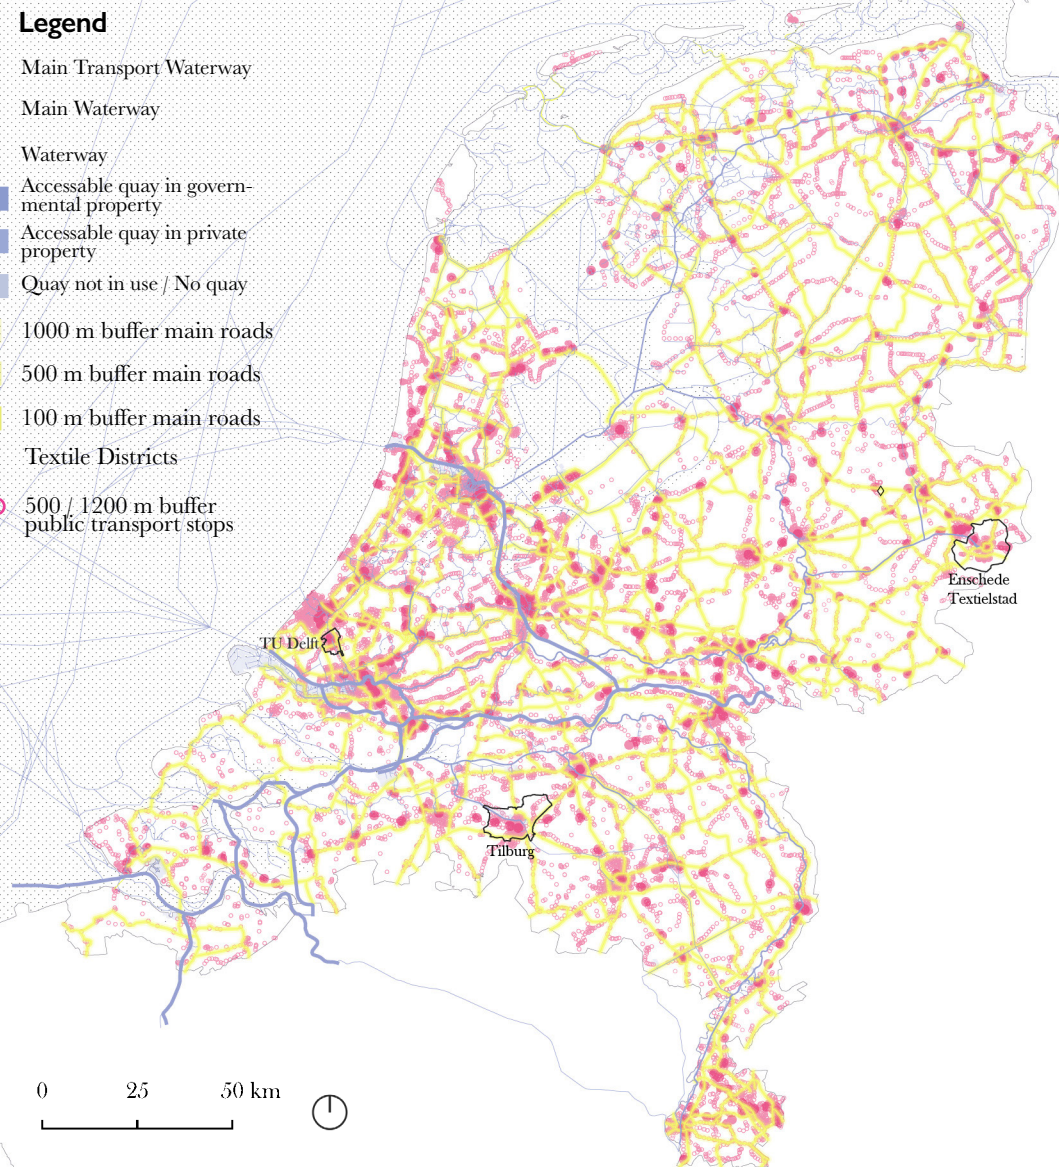 Legend
Main Transport Waterway
Main Waterway
Waterway
Accessable quay in govern-
mental property
Accessable quay in private
property
Quay not in use / No quay
1000 m buffer main roads
500 m buffer main roads
100 m buffer main roads
Textile Districts
500 / 1200 m buffer
public transport stops
Enschede
Textielstad
TU Delft
Tilburg
0 25 50 km